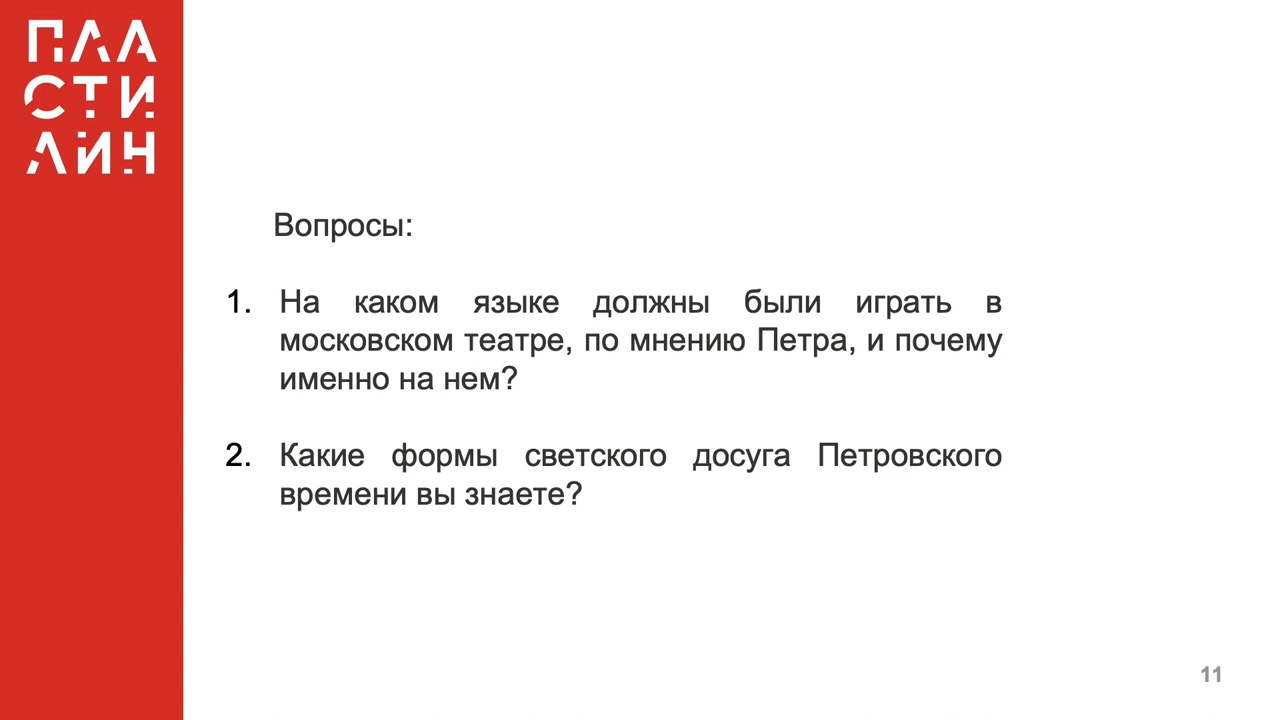 ПЛА
СТИ
ЛИН
Вопросы:
1. На каком языке должны были играть в
московском театре, по мнению Петра, и почему
именно на нем?
2. Какие формы светского досуга Петровского
времени вы знаете?
11